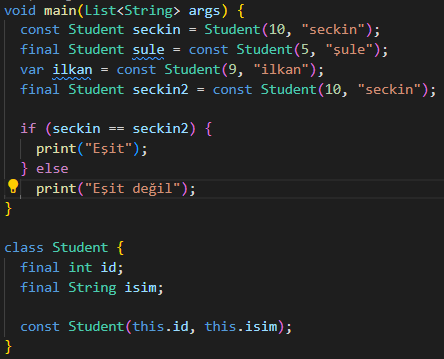 void main(List<String> args) {
  const Student seckin = Student(10, "seckin");
  final Student sule = const Student(5, "şule");
  var ilkan = const Student(9, "ilkan");
  final Student seckin2 = const Student(10, "seckin");

  if (seckin == seckin2) {
    print("Eşit");
  } else
    print("Eşit değil");
}

class Student {
  final int id;
  final String isim;

  const Student(this.id, this.isim);
}